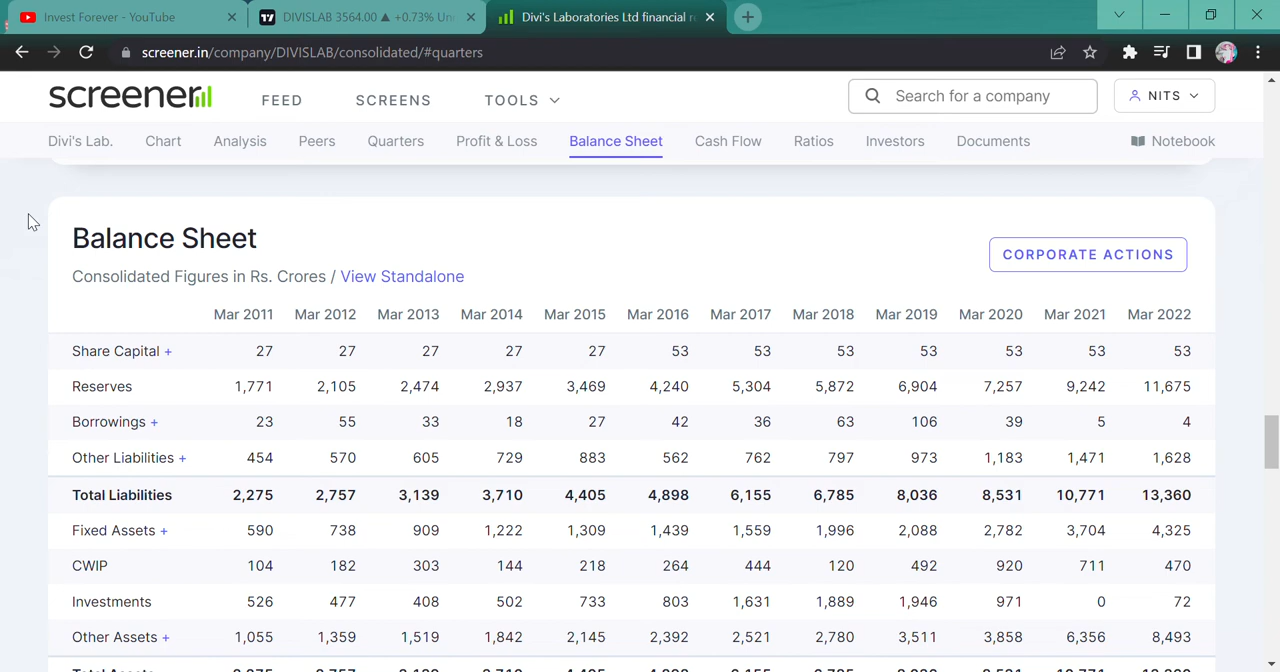 Invest Forever - YouTube
DIVISLAB 3564.00 ▲ +0.73% Un
Divi's Laboratories Ltd financial r
screener.in/company/DIVISLAB/consolidated/#quarters
screener FEED SCREENS TOOLS Search for a company NITS
Divi's Lab. Chart Analysis Peers Quarters Profit & Loss Balance Sheet Cash Flow Ratios Investors Documents Notebook
Balance Sheet
CORPORATE ACTIONS
Consolidated Figures in Rs. Crores / View Standalone
Mar 2011 Mar 2012 Mar 2013 Mar 2014 Mar 2015 Mar 2016 Mar 2017 Mar 2018 Mar 2019 Mar 2020 Mar 2021 Mar 2022
Share Capital + 27 27 27 27 27 53 53 53 53 53 53 53
Reserves 1,771 2,105 2,474 2,937 3,469 4,240 5,304 5,872 6,904 7,257 9,242 11,675
Borrowings + 23 55 33 18 27 42 36 63 106 39 5 4
Other Liabilities + 454 570 605 729 883 562 762 797 973 1,183 1,471 1,628
Total Liabilities 2,275 2,757 3,139 3,710 4,405 4,898 6,155 6,785 8,036 8,531 10,771 13,360
Fixed Assets + 590 738 909 1,222 1,309 1,439 1,559 1,996 2,088 2,782 3,704 4,325
CWIP 104 182 303 144 218 264 444 120 492 920 711 470
Investments 526 477 408 502 733 803 1,631 1,889 1,946 971 0 72
Other Assets + 1,055 1,359 1,519 1,842 2,145 2,392 2,521 2,780 3,511 3,858 6,356 8,493